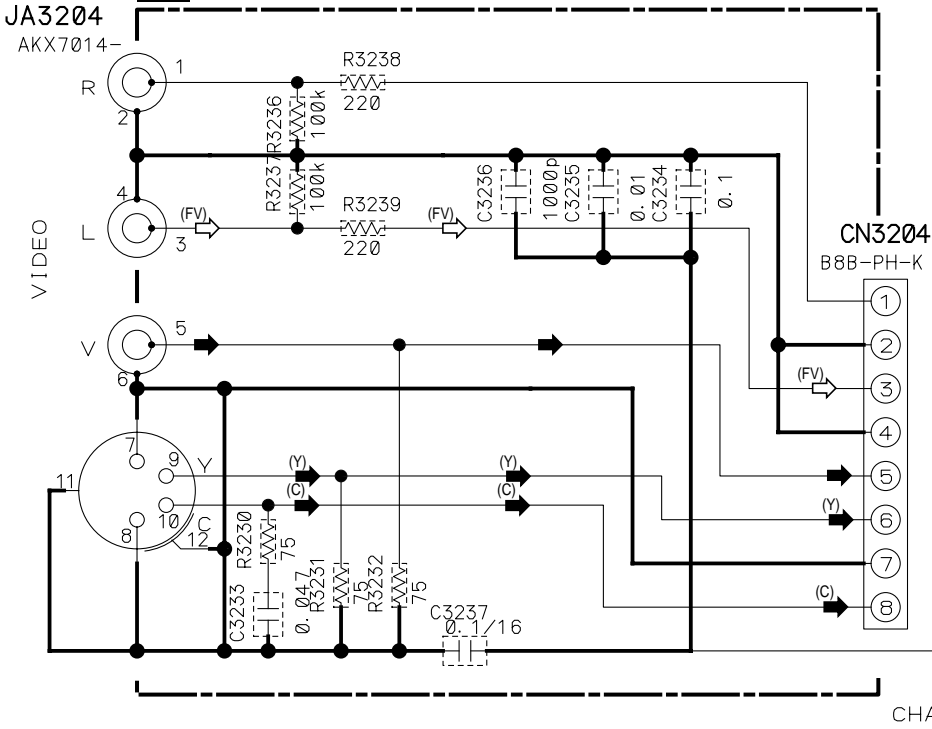 JA3204
AKX7014-
R
1
2
R3238
220
R3236
100k
R3237
100k
4
L
3
(FV)
R3239
220
(FV)
C3236
1000p
C3235
0.01
C3234
0.1
VIDEO
CN3204
B8B-PH-K
1
2
3
4
5
6
7
8
V
5
6
(FV)
7
11
9
Y
(Y)
(Y)
(Y)
10
C
(C)
(C)
(C)
8
12
R3230
75
C3233
0.047
R3231
75
R3232
75
C3237
0.1/16
CHA